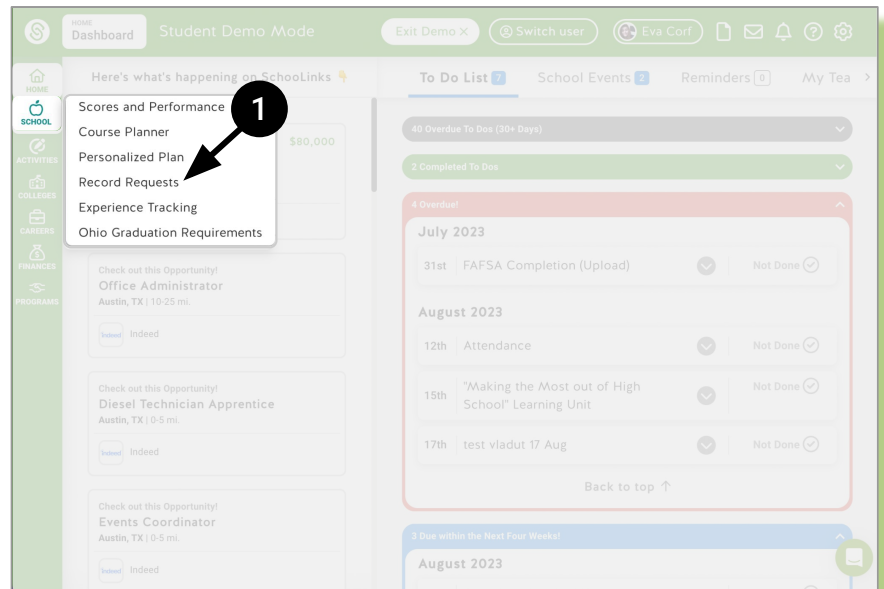 HOME
Dashboard
Student Demo Mode
Exit Demo ×
Switch user
Eva Corf
HOME
SCHOOL
ACTIVITIES
COLLEGES
CAREERS
FINANCES
PROGRAMS
Here's what's happening on SchooLinks
Scores and Performance
Course Planner
Personalized Plan
Record Requests
Experience Tracking
Ohio Graduation Requirements
1
$80,000
Check out this Opportunity!
Office Administrator
Austin, TX | 10-25 mi.
Indeed Indeed
Check out this Opportunity!
Diesel Technician Apprentice
Austin, TX | 0-5 mi.
Indeed Indeed
Check out this Opportunity!
Events Coordinator
Austin, TX | 0-5 mi.
Indeed Indeed
To Do List 7
School Events 2
Reminders 0
My Tea
40 Overdue To Dos (30+ Days)
2 Completed To Dos
4 Overdue!
July 2023
31st FAFSA Completion (Upload) Not Done
August 2023
12th Attendance Not Done
15th "Making the Most out of High Not Done
School" Learning Unit
17th test vladut 17 Aug Not Done
Back to top ↑
3 Due within the Next Four Weeks!
August 2023